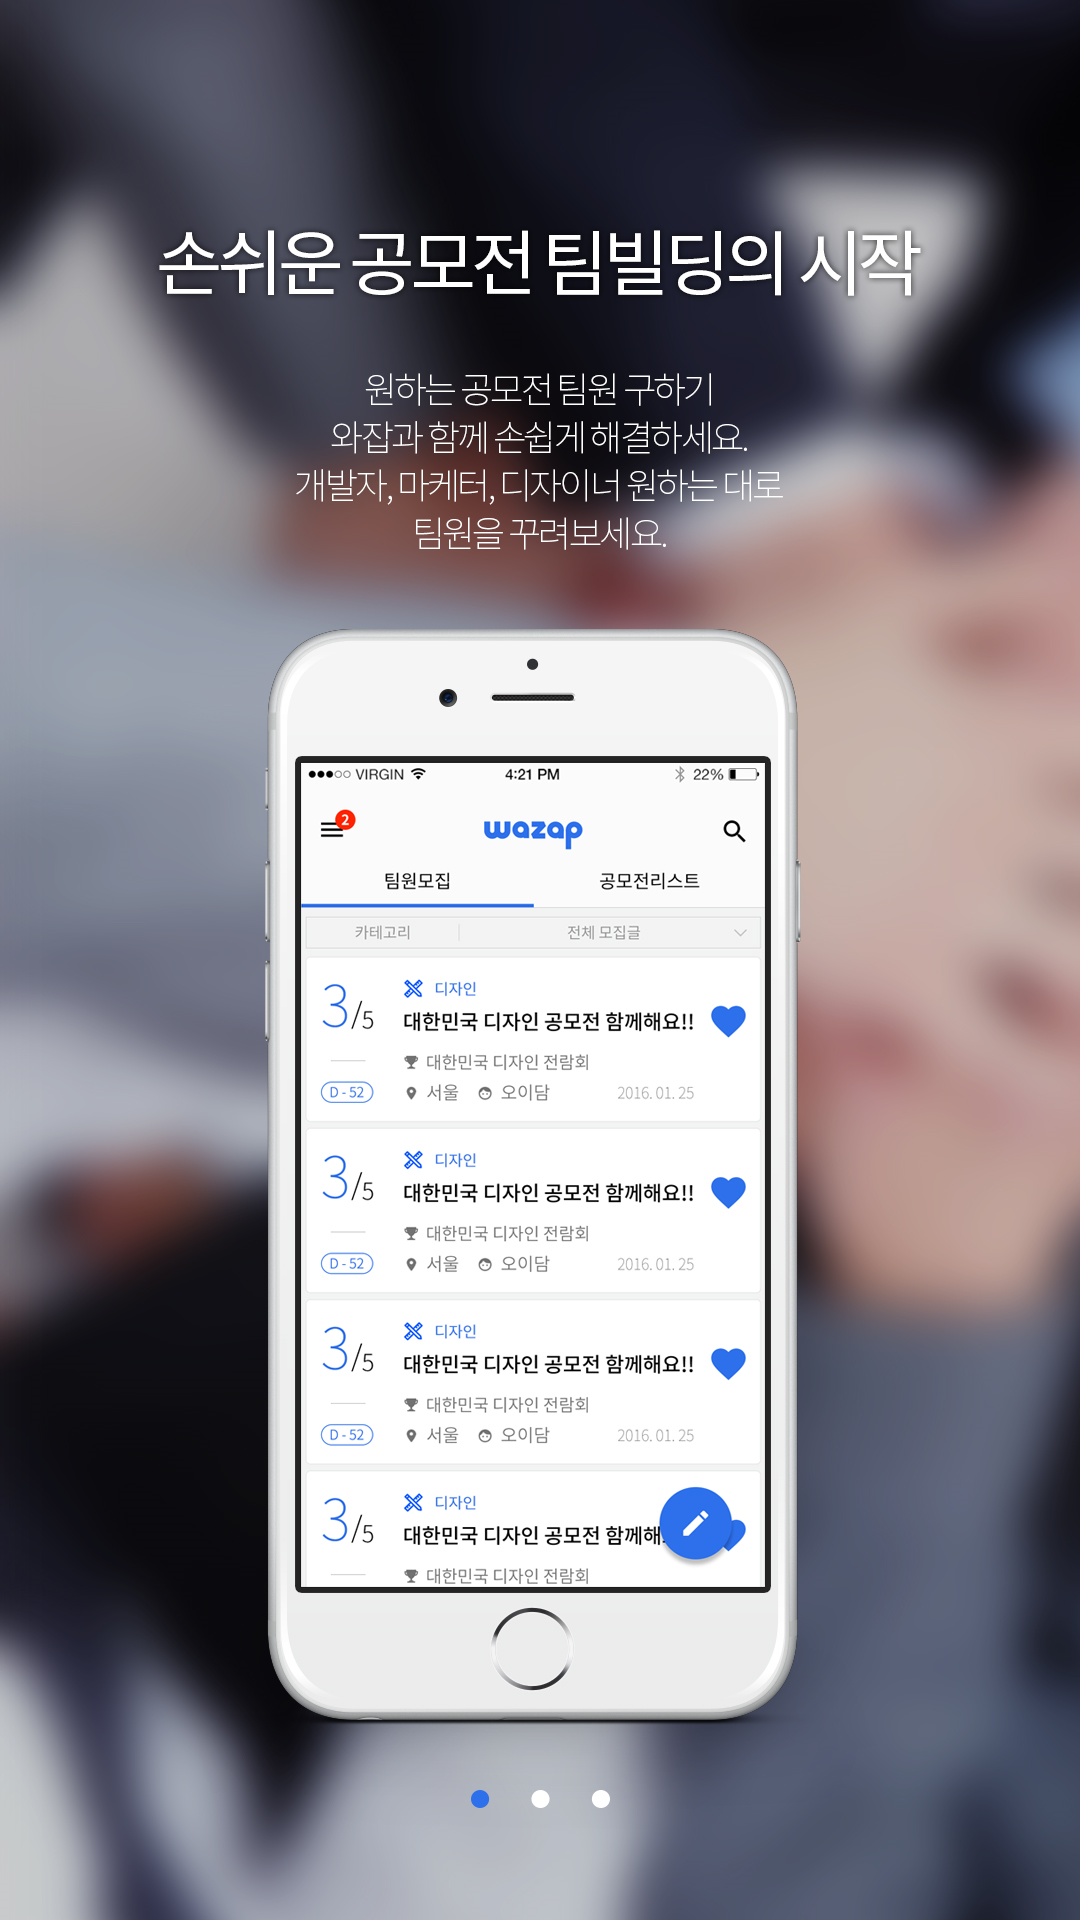 손쉬운 공모전 팀빌딩의 시작
원하는 공모전 팀원 구하기
와잡과 함께 손쉽게 해결하세요.
개발자, 마케터, 디자이너 원하는 대로
팀원을 꾸려보세요.
VIRGIN 4:21 PM 22%
2
wazap
팀원모집 공모전리스트
카테고리 전체 모집글
3/5 디자인
대한민국 디자인 공모전 함께해요!!
대한민국 디자인 전람회
D - 52 서울 오이담 2016. 01. 25
3/5 디자인
대한민국 디자인 공모전 함께해요!!
대한민국 디자인 전람회
D - 52 서울 오이담 2016. 01. 25
3/5 디자인
대한민국 디자인 공모전 함께해요!!
대한민국 디자인 전람회
D - 52 서울 오이담 2016. 01. 25
3/5 디자인
대한민국 디자인 공모전 함께해
대한민국 디자인 전람회